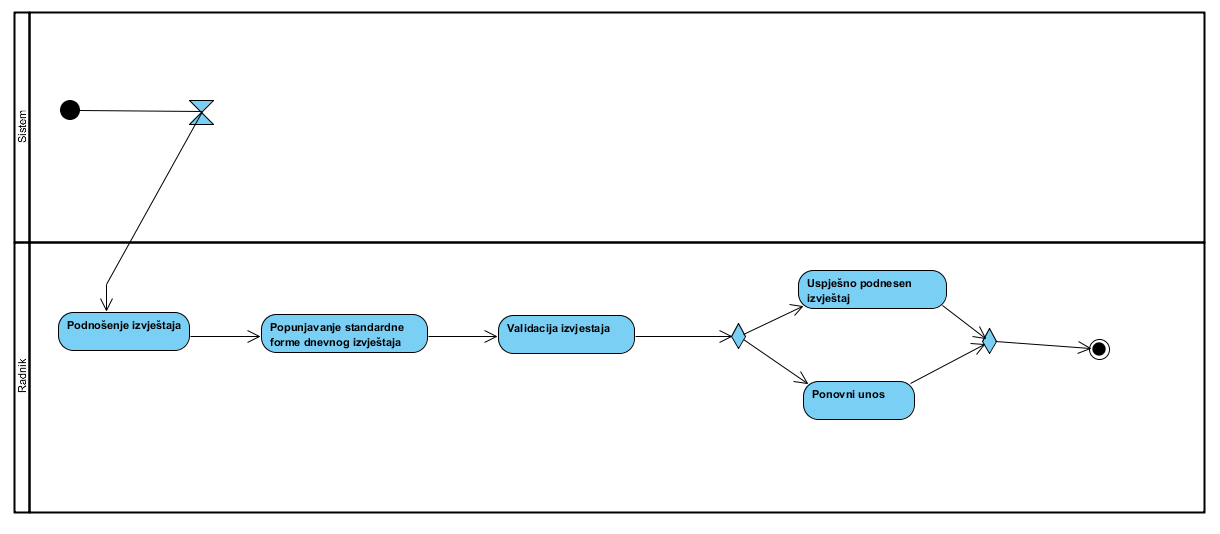 Sistem
Radnik
Podnošenje izvještaja
Popunjavanje standardne
forme dnevnog izvještaja
Validacija izvjestaja
Uspješno podnesen
izvještaj
Ponovni unos